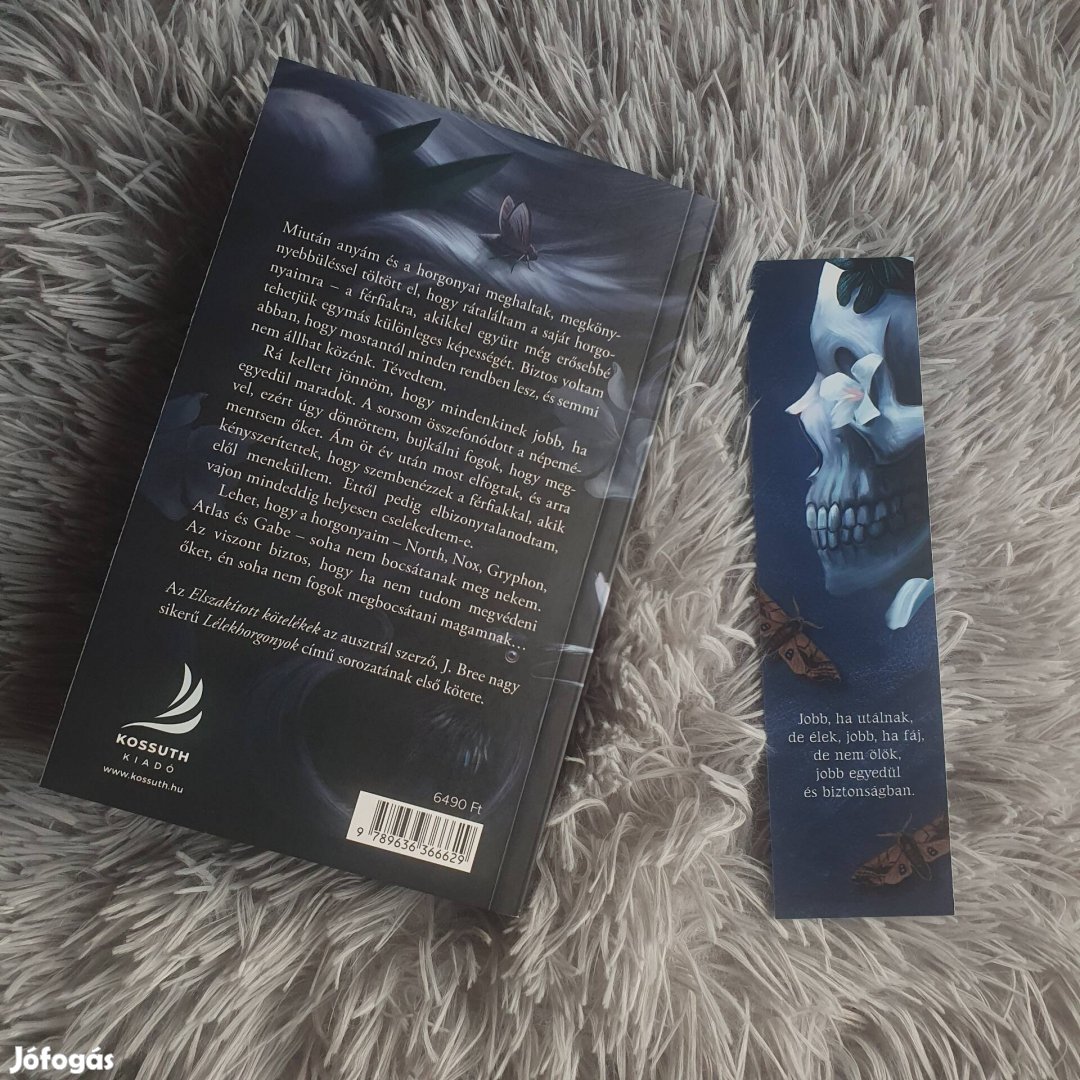 Miután anyám és a horgonyai meghaltak, megköny-
nyebbüléssel töltött el, hogy rátaláltam a saját horgo-
nyaimra – a férfiakra, akikkel együtt még erősebbé
tehetjük egymás különleges képességét. Biztos voltam
abban, hogy mostantól minden rendben lesz, és semmi
nem állhat közénk. Tévedtem.
Rá kellett jönnöm, hogy mindenkinek jobb, ha
egyedül maradok. A sorsom összefonódott a népemé-
vel, ezért úgy döntöttem, bujkálni fogok, hogy meg-
mentsem őket. Ám öt év után most elfogtak, és arra
kényszerítettek, hogy szembenézzek a férfiakkal, akik
elől menekültem. Ettől pedig elbizonytalanodtam,
vajon mindeddig helyesen cselekedtem-e.
Lehet, hogy a horgonyaim – North, Nox, Gryphon,
Atlas és Gabe – soha nem bocsátanak meg nekem.
Az viszont biztos, hogy ha nem tudom megvédeni
őket, én soha nem fogok megbocsátani magamnak…
Az Elszakított kötelékek az ausztrál szerző, J. Bree nagy
sikerű Lélekhorgonyok című sorozatának első kötete.
KOSSUTH
KIADÓ
www.kossuth.hu
6490 Ft
9 789636 366629
Jobb, ha utálnak,
de élek, jobb, ha fáj,
de nem ölök,
jobb egyedül
és biztonságban.
Jófogás